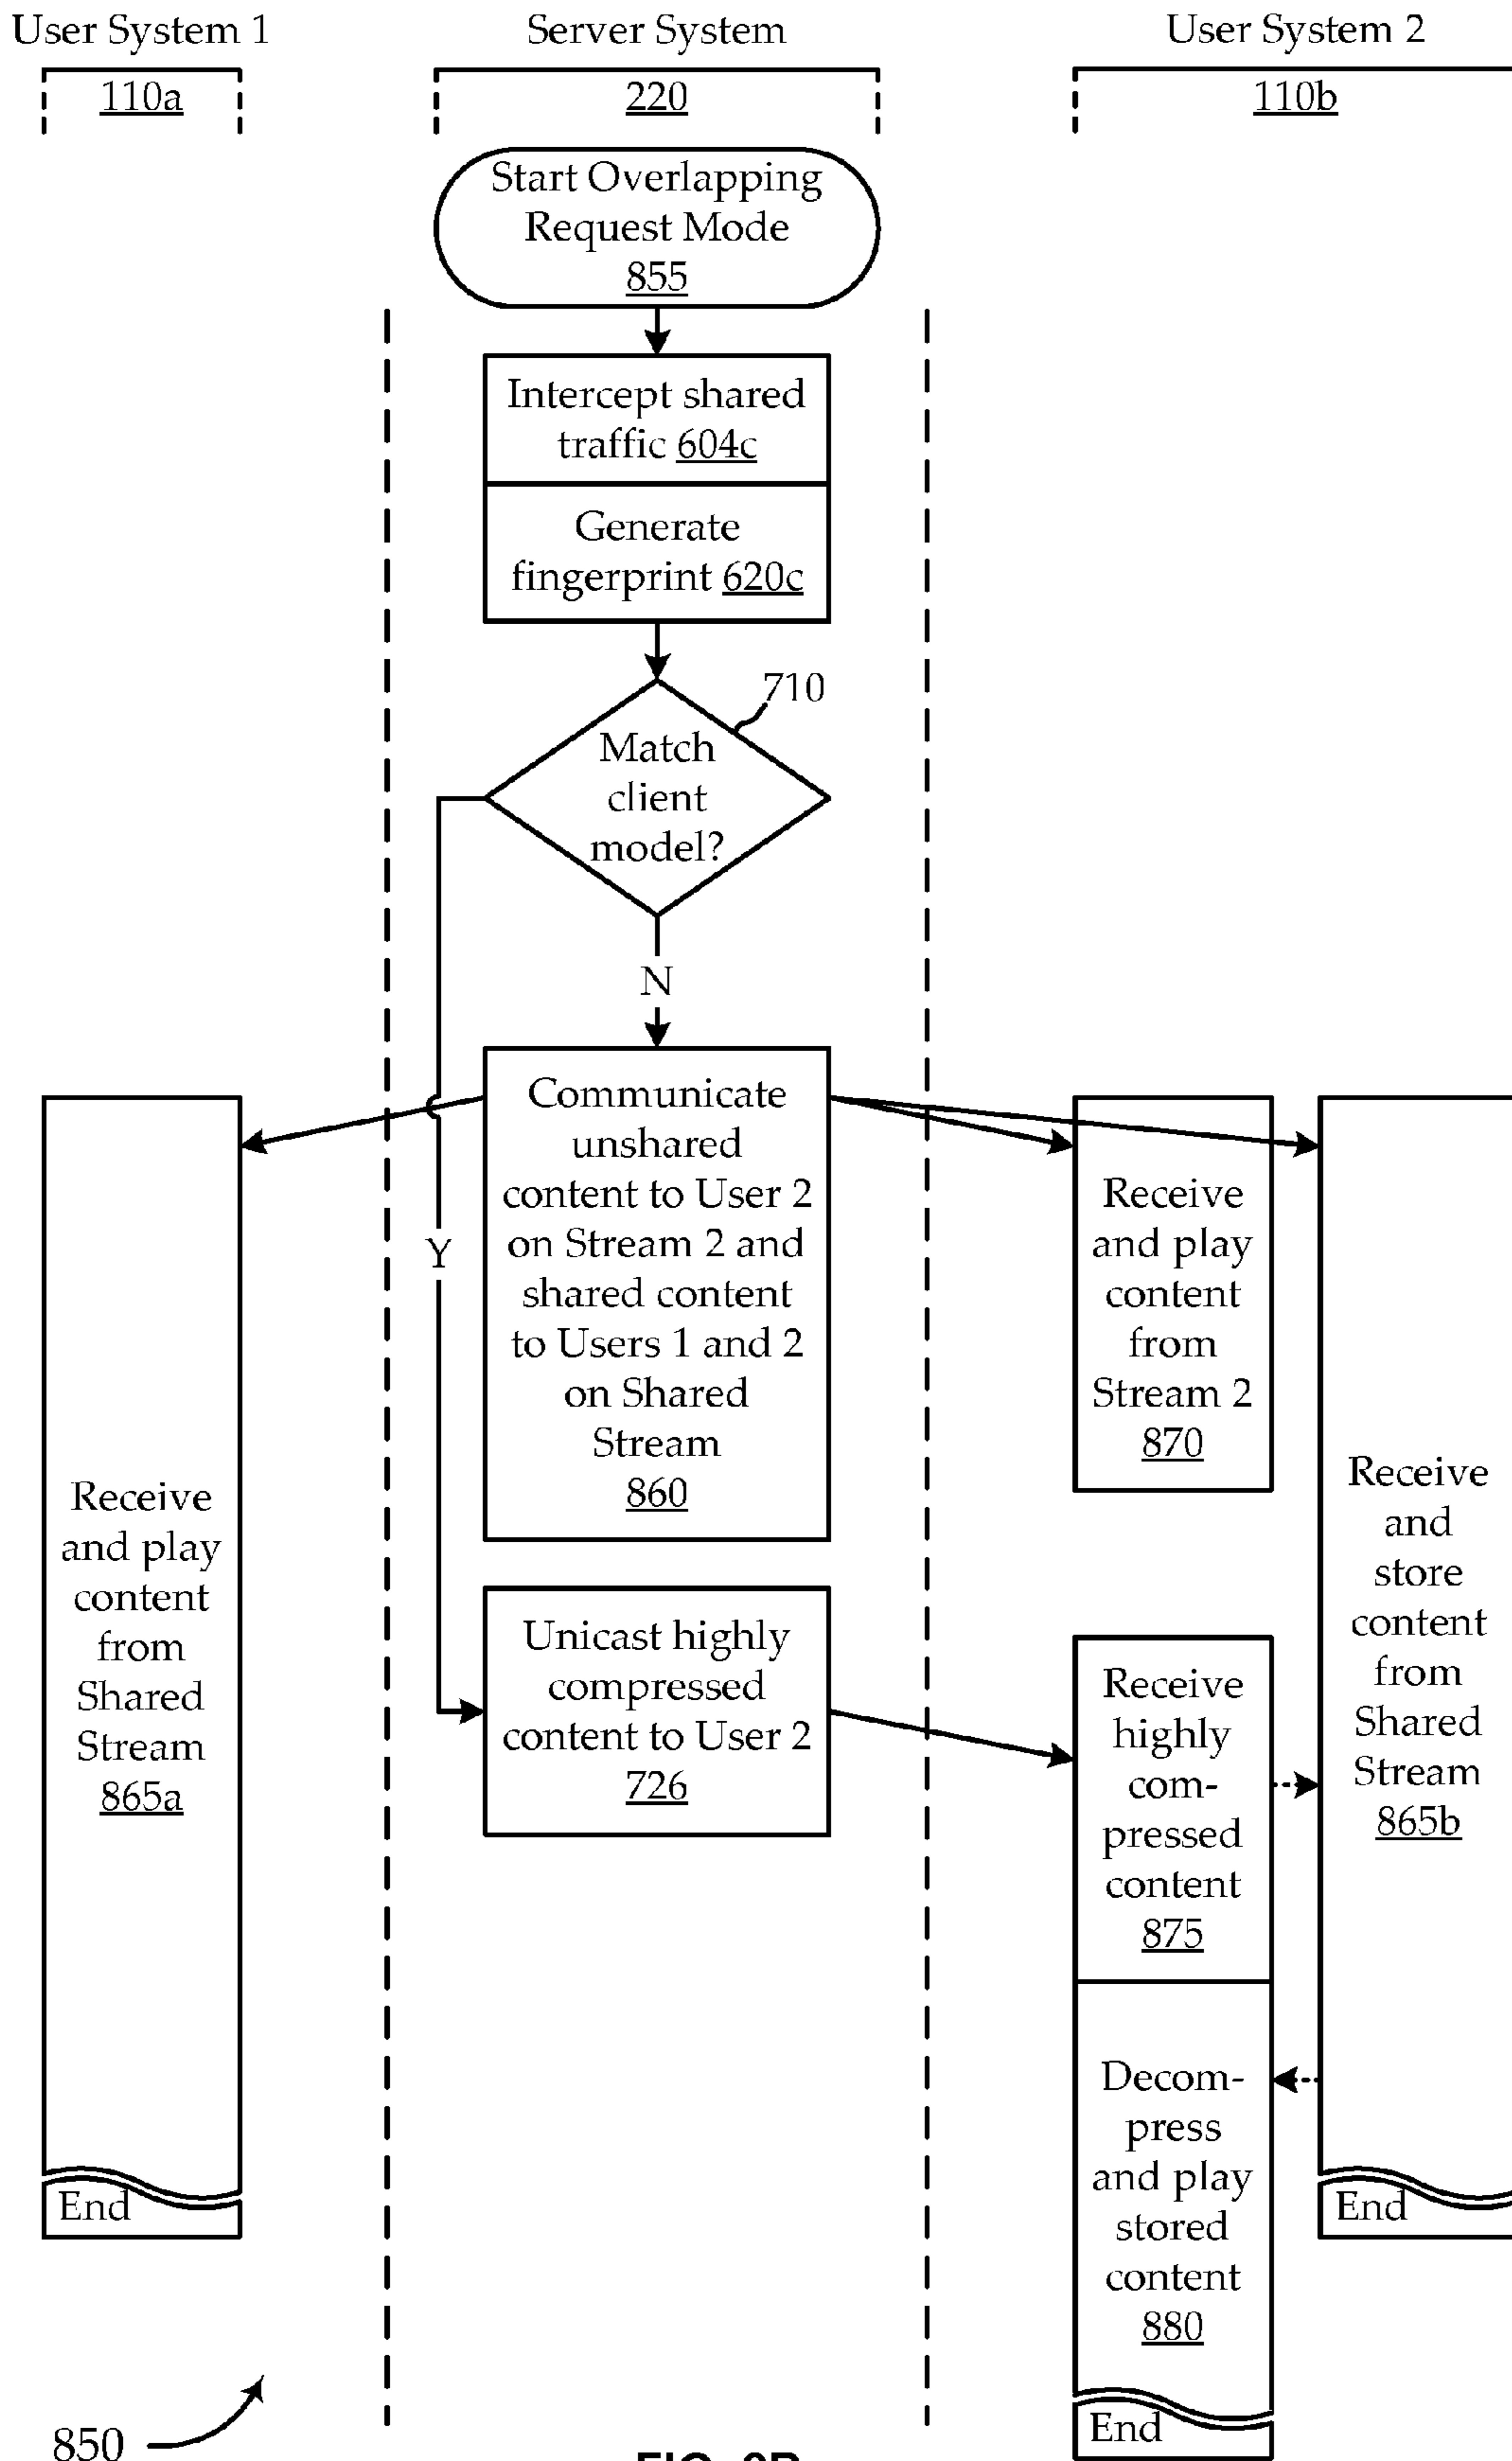 User System 1
Server System
User System 2
110a
220
110b
Start Overlapping
Request Mode
855
Intercept shared
traffic 604c
Generate
fingerprint 620c
710
Match
client
model?
N
Y
Communicate
unshared
content to User 2
on Stream 2 and
shared content
to Users 1 and 2
on Shared
Stream
860
Receive
and play
content
from
Stream 2
870
Receive
and play
content
from
Shared
Stream
865a
Receive
and
store
content
from
Shared
Stream
865b
Unicast highly
compressed
content to User 2
726
Receive
highly
com-
pressed
content
875
Decom-
press
and play
stored
content
880
End
End
End
850
FIG.